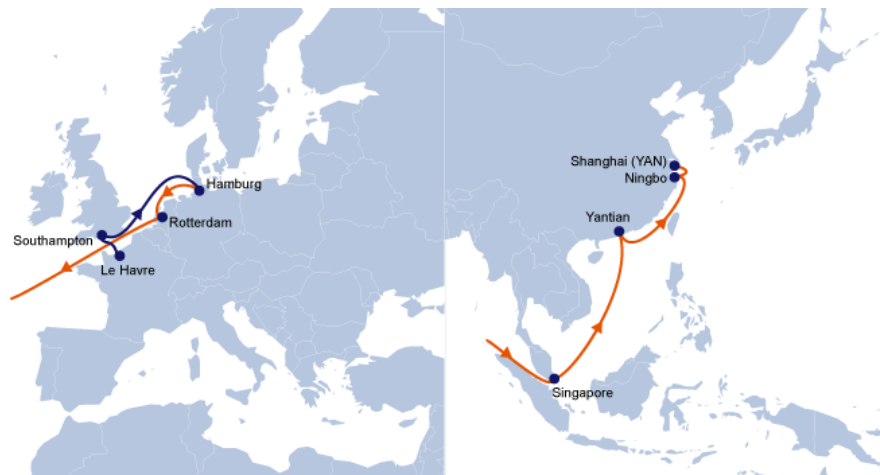 Hamburg
Rotterdam
Southampton
Le Havre
Shanghai (YAN)
Ningbo
Yantian
Singapore